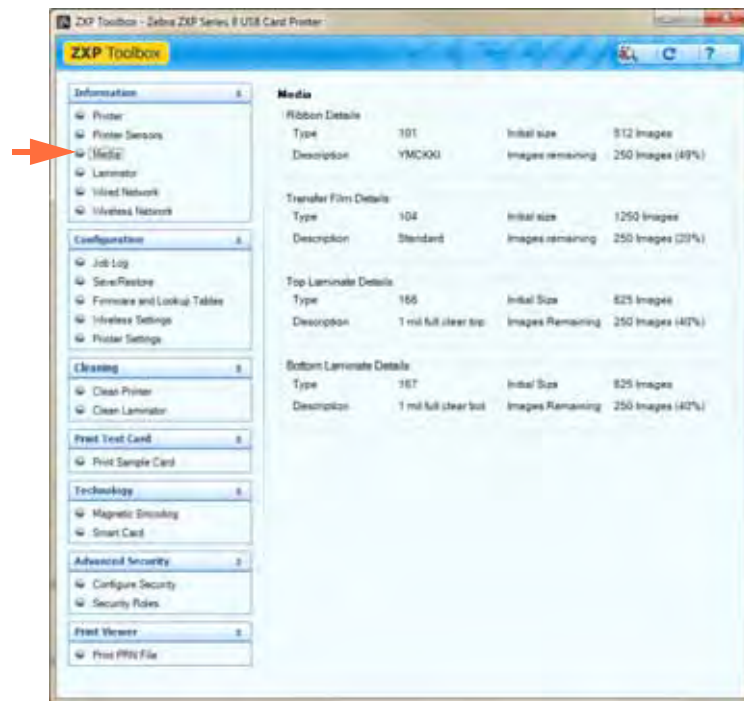 ZXP Toolbox - Zebra ZXP Series 8 USB Card Printer
ZXP Toolbox
?
Information
Printer
Printer Sensors
Media
Laminator
Wired Network
Wireless Network
Configuration
Job Log
Save/Restore
Firmware and Lookup Tables
Wireless Settings
Printer Settings
Cleaning
Clean Printer
Clean Laminator
Print Test Card
Print Sample Card
Technology
Magnetic Encoding
Smart Card
Advanced Security
Configure Security
Security Roles
Print Viewer
Print PRN File
Media
Ribbon Details
Type 101 Initial size 512 Images
Description YMCKKI Images remaining 250 Images (49%)
Transfer Film Details
Type 104 Initial size 1250 Images
Description Standard Images remaining 250 Images (20%)
Top Laminate Details
Type 166 Initial Size 625 Images
Description 1 mil full clear top Images Remaining 250 Images (40%)
Bottom Laminate Details
Type 167 Initial Size 625 Images
Description 1 mil full clear bot Images Remaining 250 Images (40%)